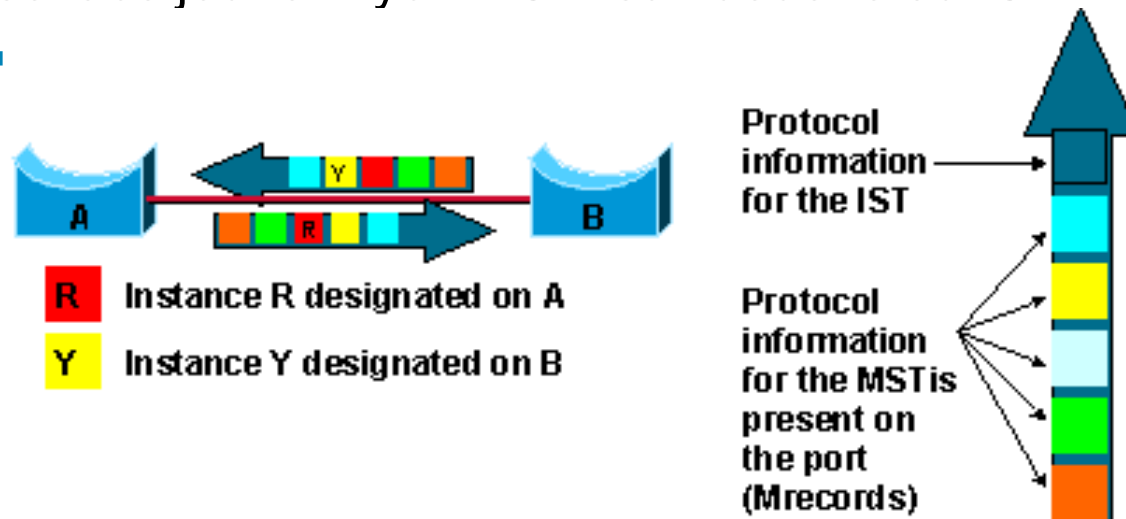 Y
A
R
B
R Instance R designated on A
Y Instance Y designated on B
Protocol
information
for the IST
Protocol
information
for the MSTis
present on
the port
(Mrecords)